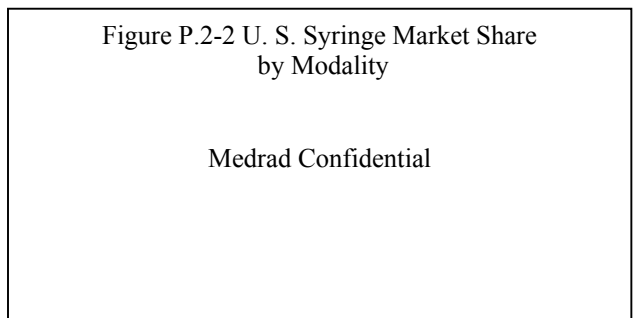 Figure P.2-2 U. S. Syringe Market Share
by Modality
Medrad Confidential